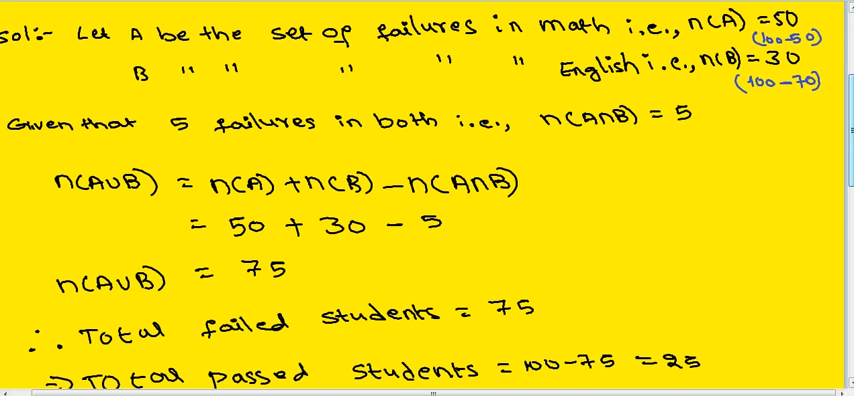 Sol:- Let A be the set of failures in math i.e., n(A) = 50
(100-50)
B " " " " " English i.e., n(B) = 30
(100-70)
Given that 5 failures in both i.e., n(A∩B) = 5
n(A∪B) = n(A) + n(B) - n(A∩B)
= 50 + 30 - 5
n(A∪B) = 75
∴ Total failed students = 75
⇒ Total passed students = 100-75 = 25